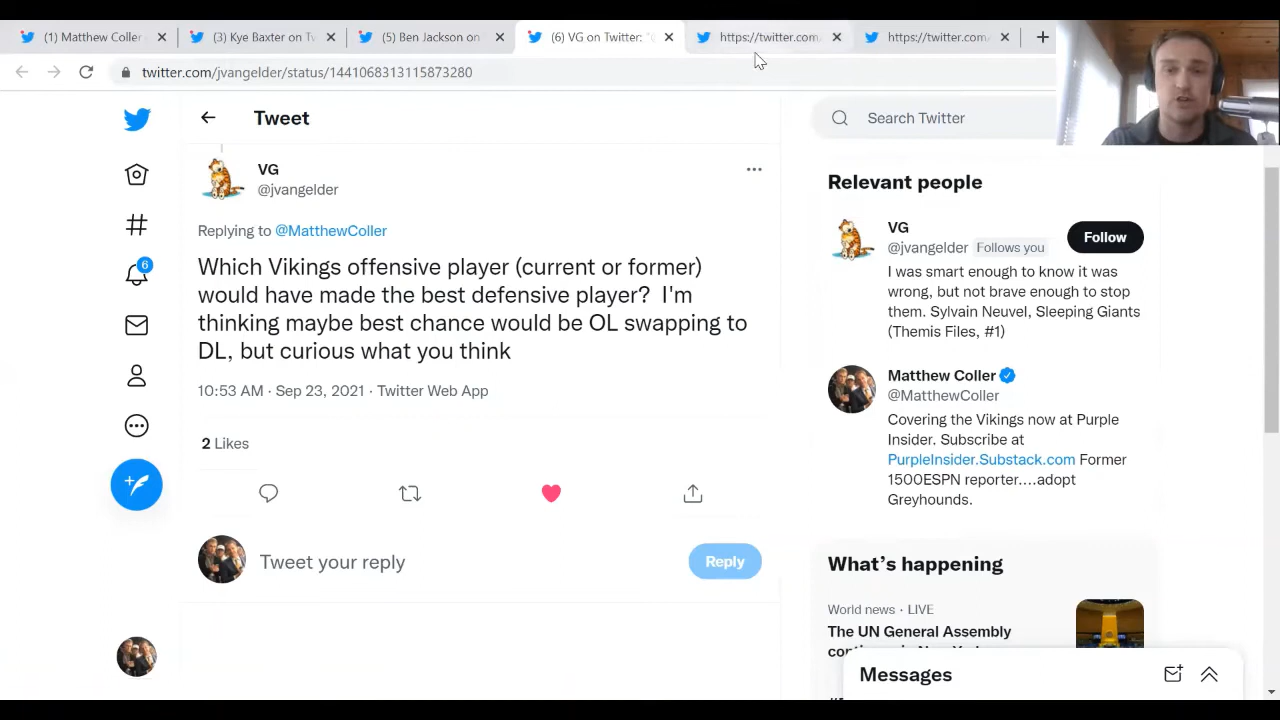 (1) Matthew Coller
(3) Kye Baxter on Tw
(5) Ben Jackson on
(6) VG on Twitter: "@
https://twitter.com/
https://twitter.com/
twitter.com/jvangelder/status/1441068313115873280
Tweet
Search Twitter
VG
@jvangelder
Replying to @MatthewColler
Which Vikings offensive player (current or former)
would have made the best defensive player? I'm
thinking maybe best chance would be OL swapping to
DL, but curious what you think
10:53 AM · Sep 23, 2021 · Twitter Web App
2 Likes
Tweet your reply
Reply
6
Relevant people
VG
@jvangelder Follows you
Follow
I was smart enough to know it was
wrong, but not brave enough to stop
them. Sylvain Neuvel, Sleeping Giants
(Themis Files, #1)
Matthew Coller
@MatthewColler
Covering the Vikings now at Purple
Insider. Subscribe at
PurpleInsider.Substack.com Former
1500ESPN reporter....adopt
Greyhounds.
What's happening
World news · LIVE
The UN General Assembly
Messages